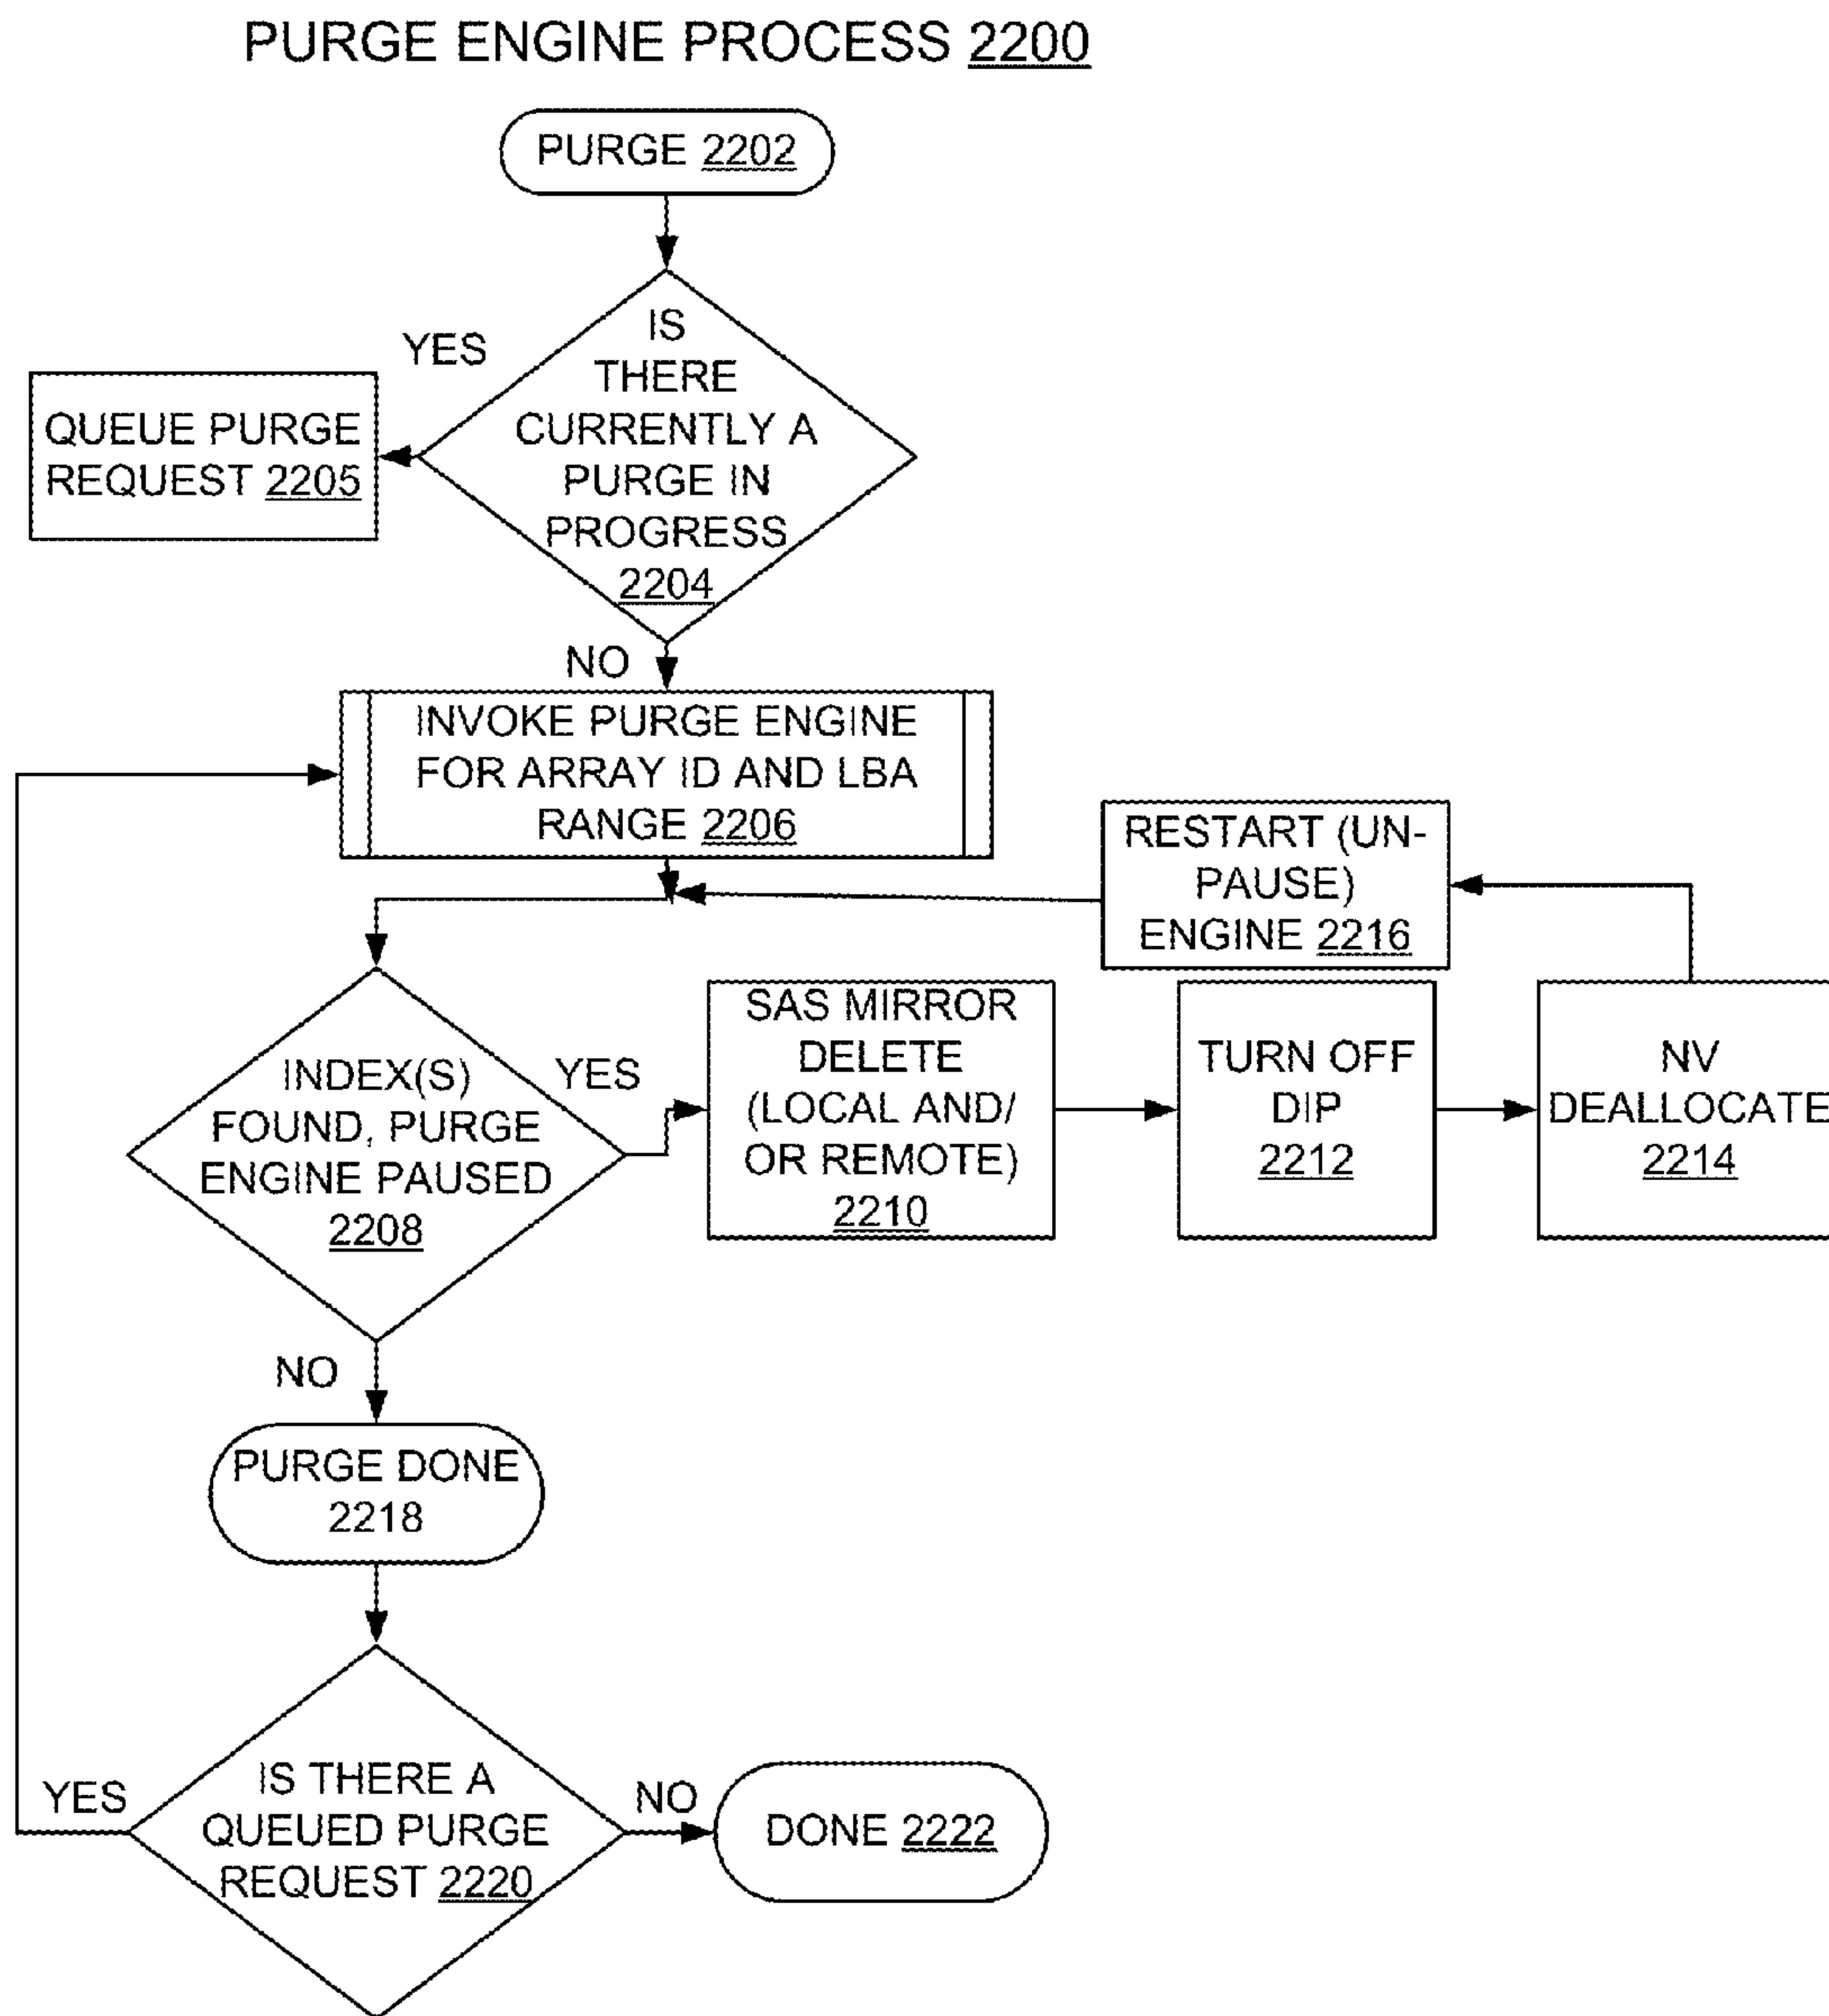 PURGE ENGINE PROCESS 2200
PURGE 2202
YES
IS
THERE
CURRENTLY A
PURGE IN
PROGRESS
2204
QUEUE PURGE
REQUEST 2205
NO
INVOKE PURGE ENGINE
FOR ARRAY ID AND LBA
RANGE 2206
RESTART (UN-
PAUSE)
ENGINE 2216
INDEX(S)
FOUND, PURGE
ENGINE PAUSED
2208
YES
SAS MIRROR
DELETE
(LOCAL AND/
OR REMOTE)
2210
TURN OFF
DIP
2212
NV
DEALLOCATE
2214
NO
PURGE DONE
2218
YES
IS THERE A
QUEUED PURGE
REQUEST 2220
NO
DONE 2222